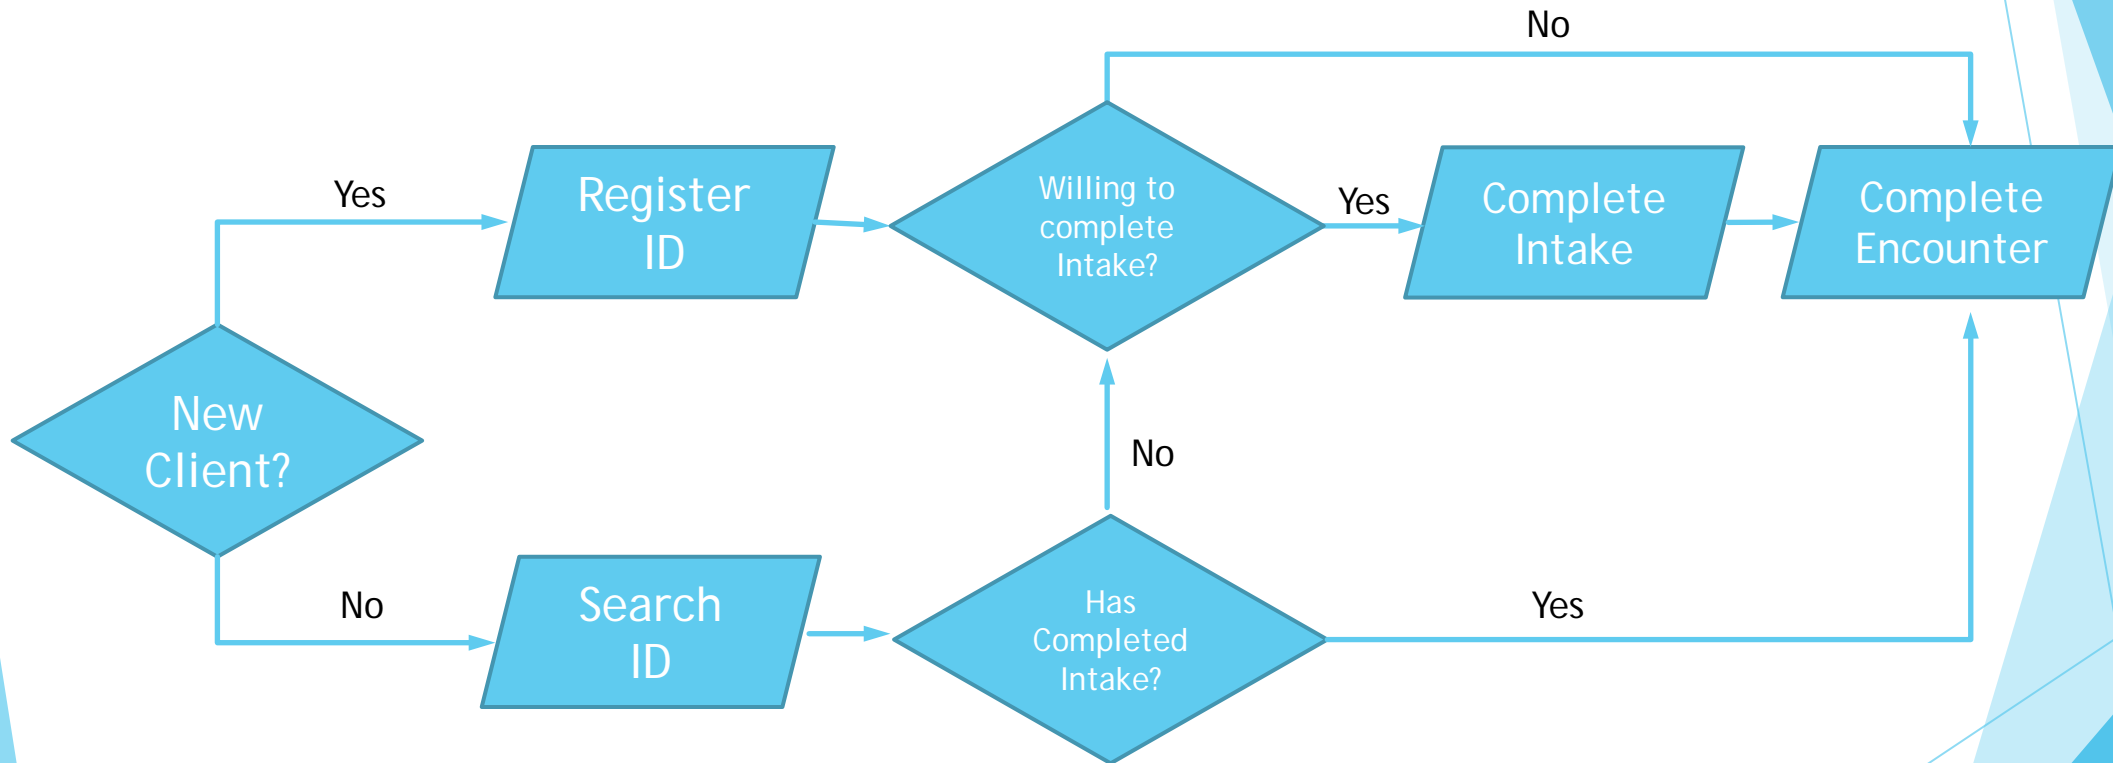 No
Yes
Register
ID
Willing to
complete
Intake?
Yes
Complete
Intake
Complete
Encounter
New
Client?
No
No
Search
ID
Has
Completed
Intake?
Yes